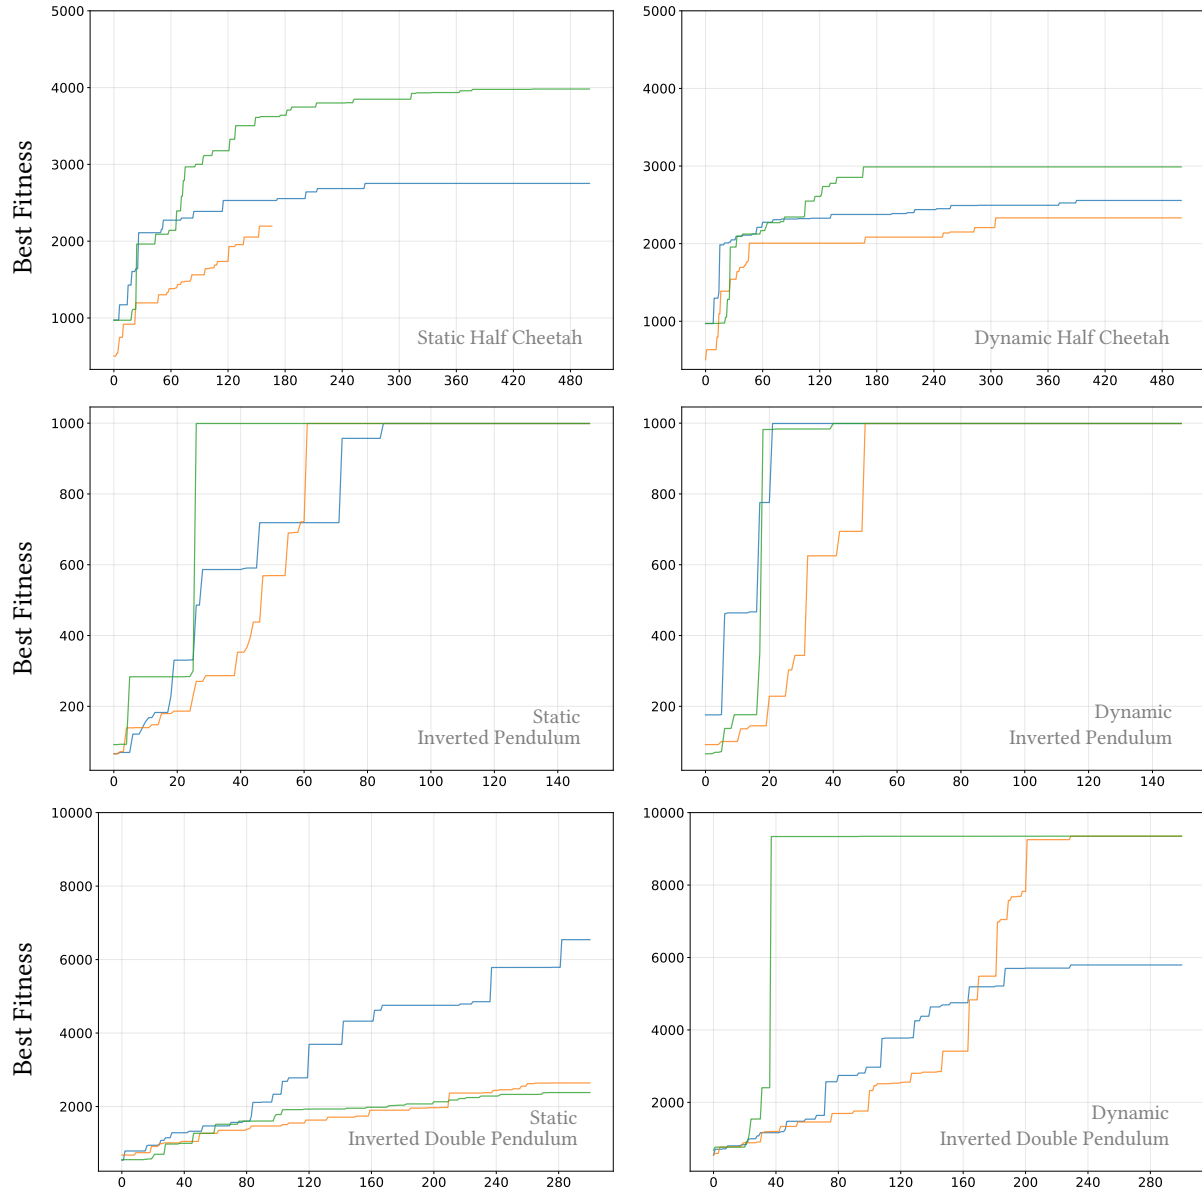 5000
4000
3000
2000
1000
0 60 120 180 240 300 360 420 480
Best Fitness
Static Half Cheetah
5000
4000
3000
2000
1000
0 60 120 180 240 300 360 420 480
Dynamic Half Cheetah
1000
800
600
400
200
0 20 40 60 80 100 120 140
Best Fitness
Static
Inverted Pendulum
1000
800
600
400
200
0 20 40 60 80 100 120 140
Dynamic
Inverted Pendulum
10000
8000
6000
4000
2000
0 40 80 120 160 200 240 280
Best Fitness
Static
Inverted Double Pendulum
10000
8000
6000
4000
2000
0 40 80 120 160 200 240 280
Dynamic
Inverted Double Pendulum